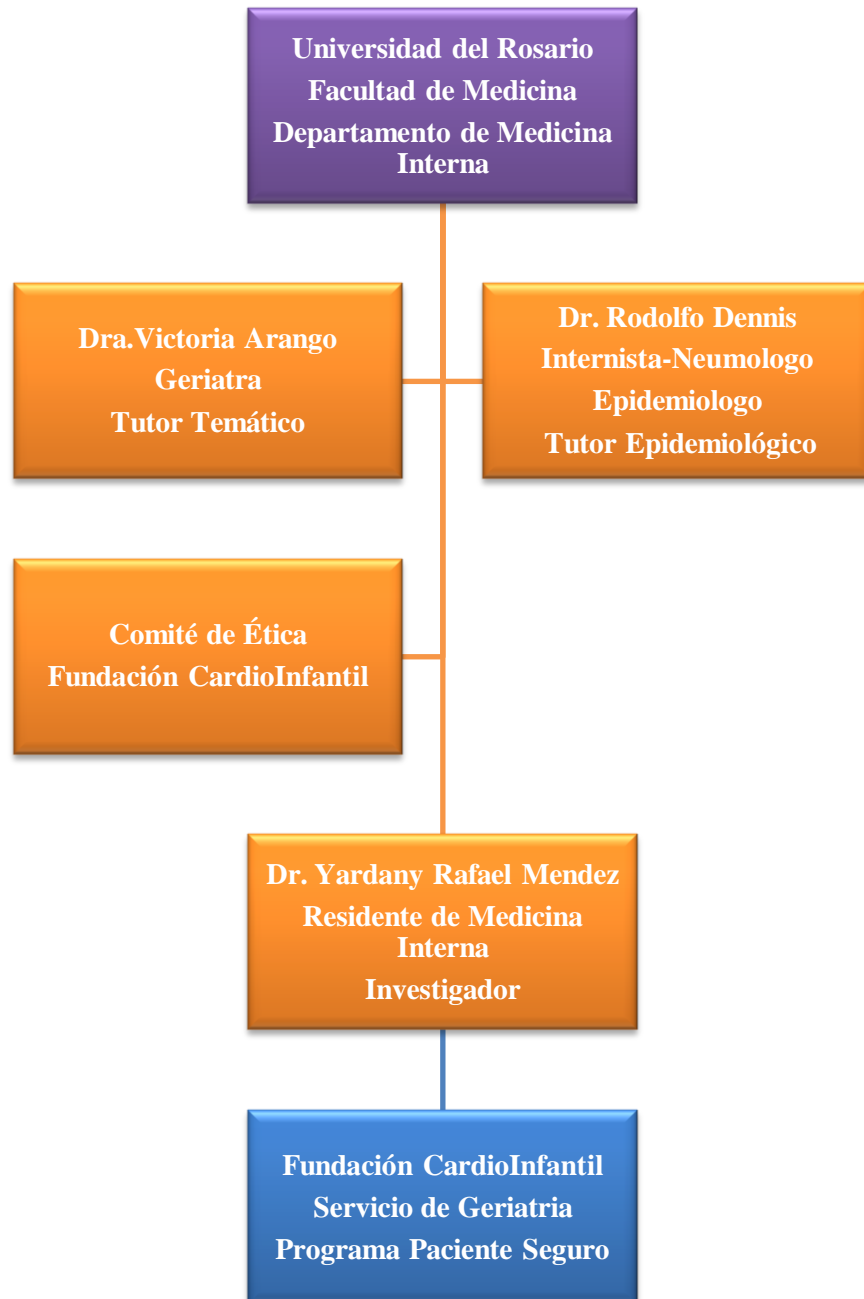 Universidad del Rosario
Facultad de Medicina
Departamento de Medicina
Interna
Dra.Victoria Arango
Geriatra
Tutor Temático
Dr. Rodolfo Dennis
Internista-Neumologo
Epidemiologo
Tutor Epidemiológico
Comité de Ética
Fundación CardioInfantil
Dr. Yardany Rafael Mendez
Residente de Medicina
Interna
Investigador
Fundación CardioInfantil
Servicio de Geriatria
Programa Paciente Seguro